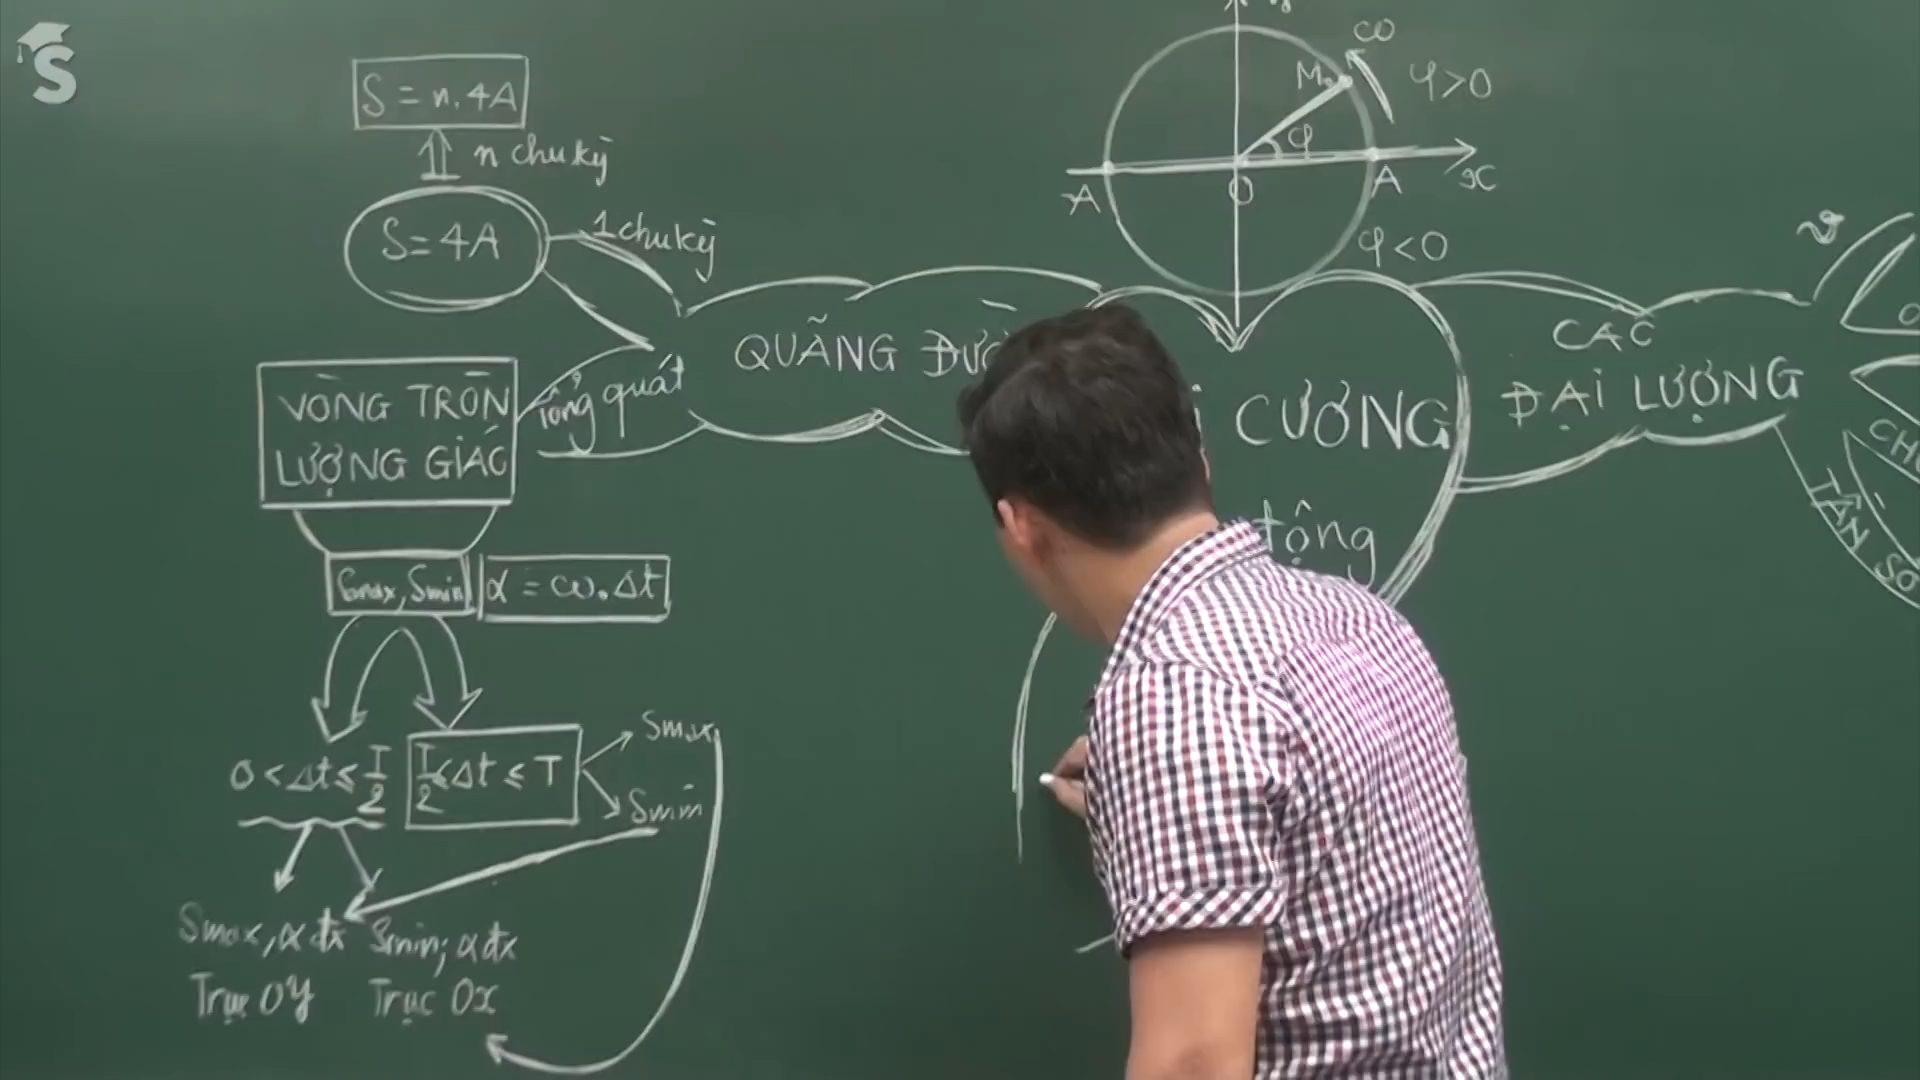 S
S = n.4A
n chu kỳ
S = 4A
1 chu kỳ
VÒNG TRÒN
LƯỢNG GIÁC
Tổng quát
Smax, Smin
α = ω.Δt
0 < Δt ≤ T/2
T/2 ≤ Δt ≤ T
Smax
Smin
Smax, α đx
Trục Oy
Smin; α đx
Trục Ox
QUÃNG
ω
M₀
φ > 0
φ
-A
O
A
x
φ < 0
CƯƠNG
CÁC
ĐẠI LƯỢNG
v
TẦN SỐ